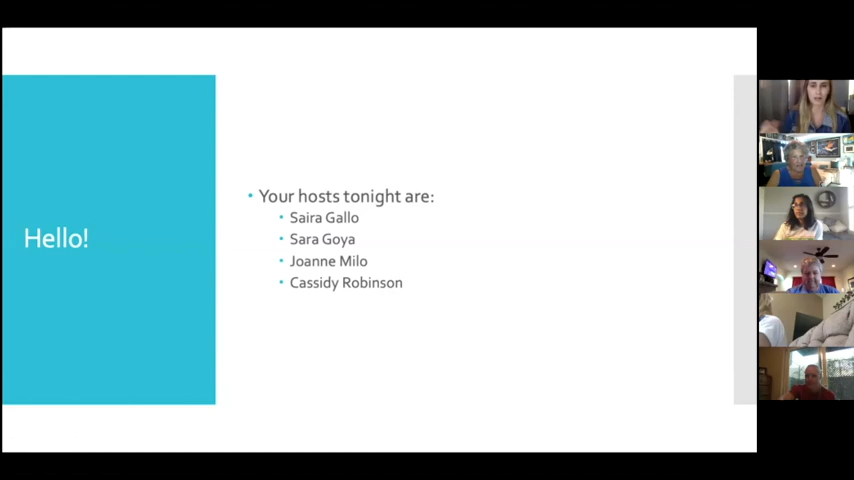 Hello!
Your hosts tonight are:
Saira Gallo
Sara Goya
Joanne Milo
Cassidy Robinson